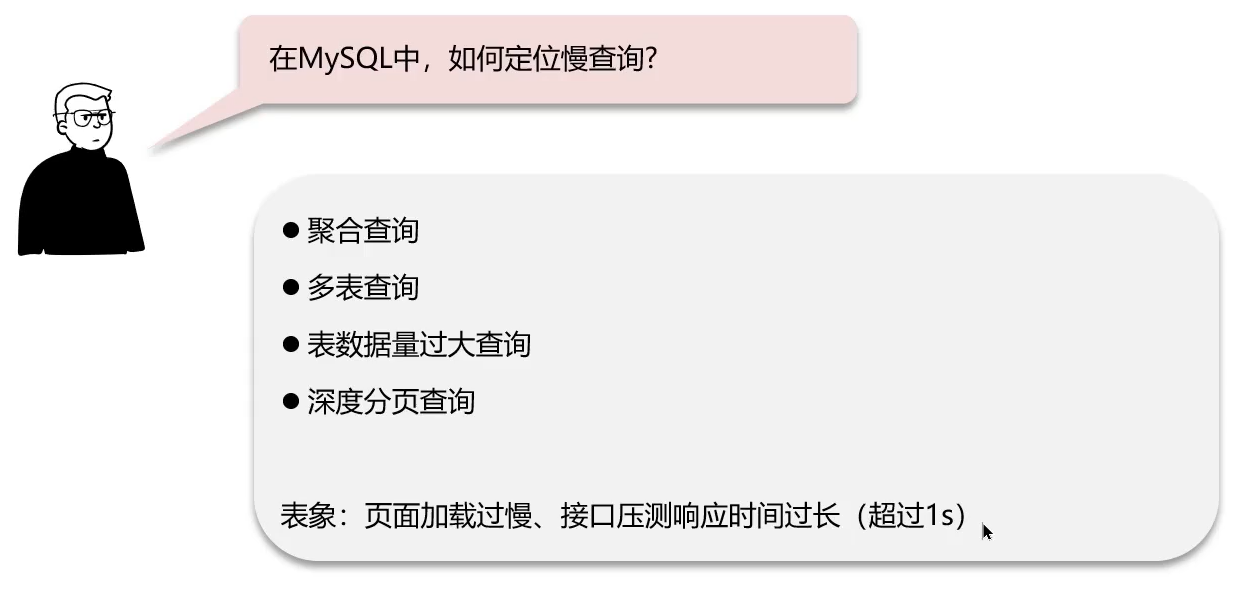 在MySQL中，如何定位慢查询?
● 聚合查询
● 多表查询
● 表数据量过大查询
● 深度分页查询
表象：页面加载过慢、接口压测响应时间过长（超过1s）